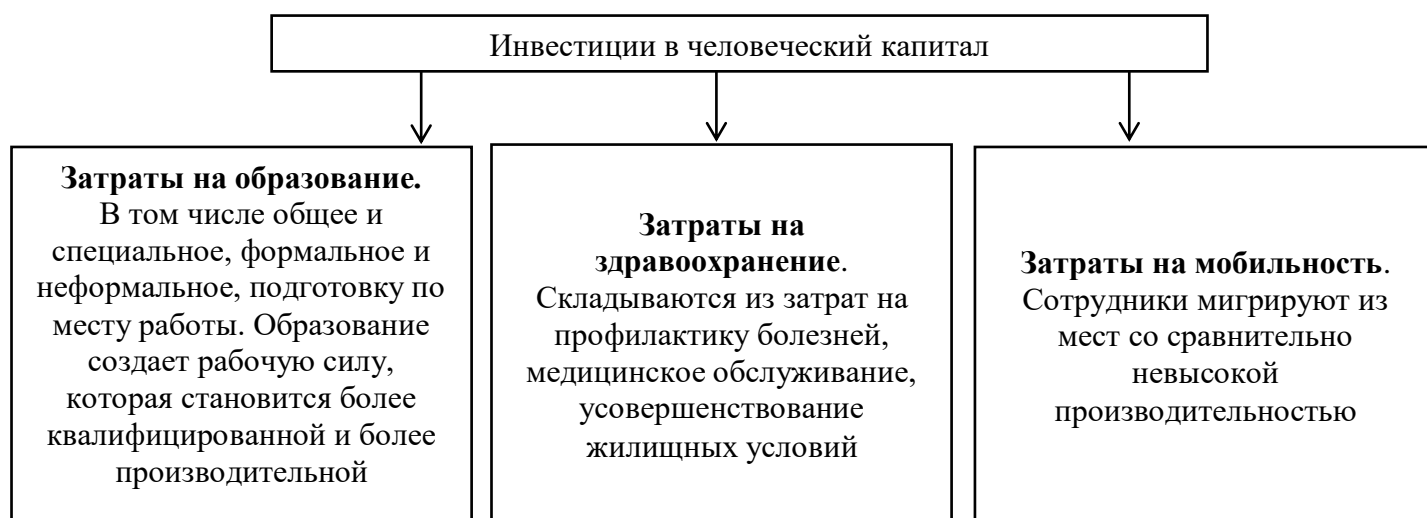 Инвестиции в человеческий капитал
Затраты на образование.
В том числе общее и
специальное, формальное и
неформальное, подготовку по
месту работы. Образование
создает рабочую силу,
которая становится более
квалифицированной и более
производительной
Затраты на
здравоохранение.
Складываются из затрат на
профилактику болезней,
медицинское обслуживание,
усовершенствование
жилищных условий
Затраты на мобильность.
Сотрудники мигрируют из
мест со сравнительно
невысокой
производительностью